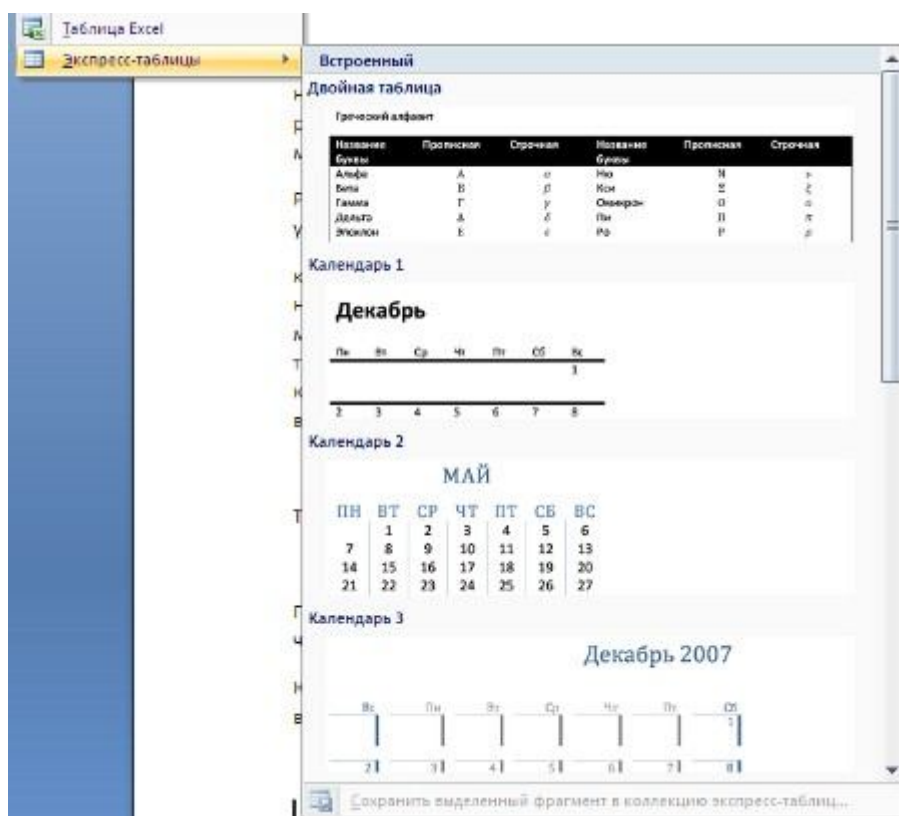 Таблица Excel
Экспресс-таблицы
Встроенный
Двойная таблица
Греческий алфавит
Название буквы Прописная Строчная Название буквы Прописная Строчная
Альфа Α α Ню Ν ν
Бета Β β Кси Ξ ξ
Гамма Γ γ Омикрон Ο ο
Дельта Δ δ Пи Π π
Эпсилон Ε ε Ро Ρ ρ
Календарь 1
Декабрь
Пн Вт Ср Чт Пт Сб Вс
1
2 3 4 5 6 7 8
Календарь 2
МАЙ
ПН ВТ СР ЧТ ПТ СБ ВС
1 2 3 4 5 6
7 8 9 10 11 12 13
14 15 16 17 18 19 20
21 22 23 24 25 26 27
Календарь 3
Декабрь 2007
Вс Пн Вт Ср Чт Пт Сб
1
2 3 4 5 6 7 8
Сохранить выделенный фрагмент в коллекцию экспресс-таблиц...